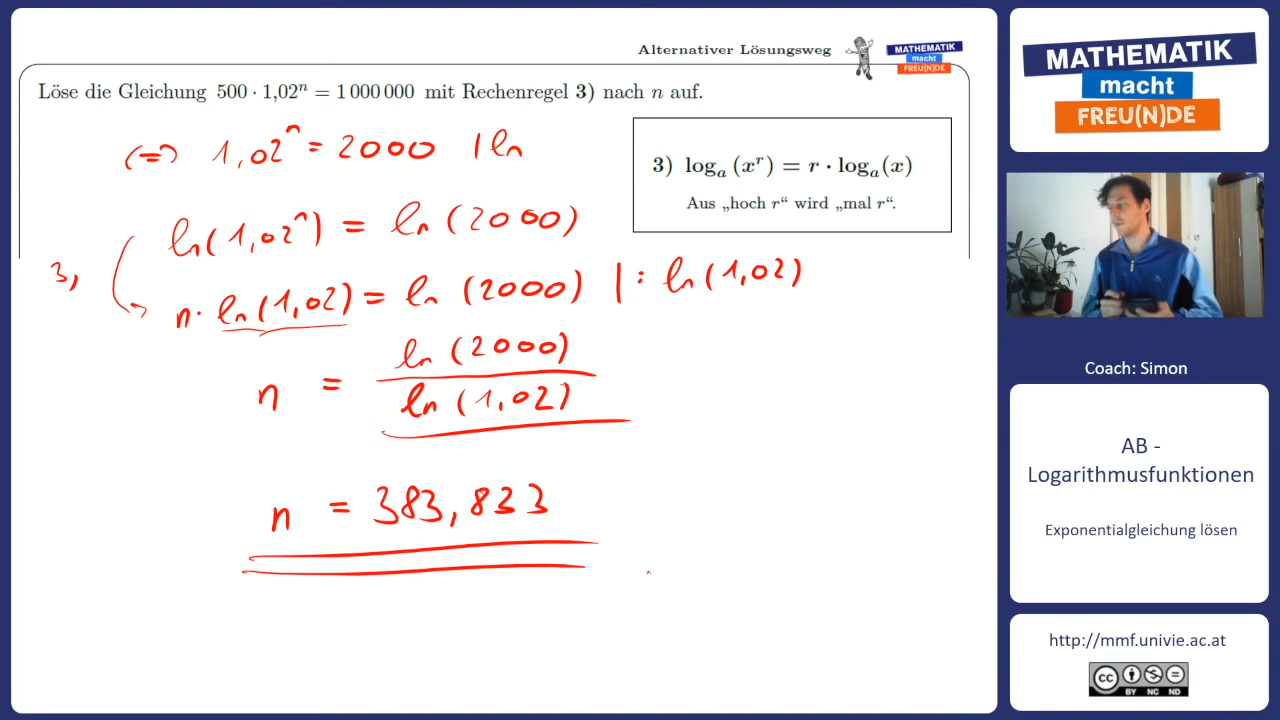 Alternativer Lösungsweg
MATHEMATIK
macht
FREU(N)DE
Löse die Gleichung 500 · 1,02ⁿ = 1 000 000 mit Rechenregel 3) nach n auf.
⇔ 1,02ⁿ = 2000 | ln
3) logₐ (xʳ) = r · logₐ(x)
Aus „hoch r“ wird „mal r“.
ln(1,02ⁿ) = ln (2000)
3,
n · ln(1,02) = ln (2000) | : ln(1,02)
n = ln (2000)
ln (1,02)
n = 383,833
MATHEMATIK
macht
FREU(N)DE
Coach: Simon
AB -
Logarithmusfunktionen
Exponentialgleichung lösen
http://mmf.univie.ac.at
cc
BY NC ND